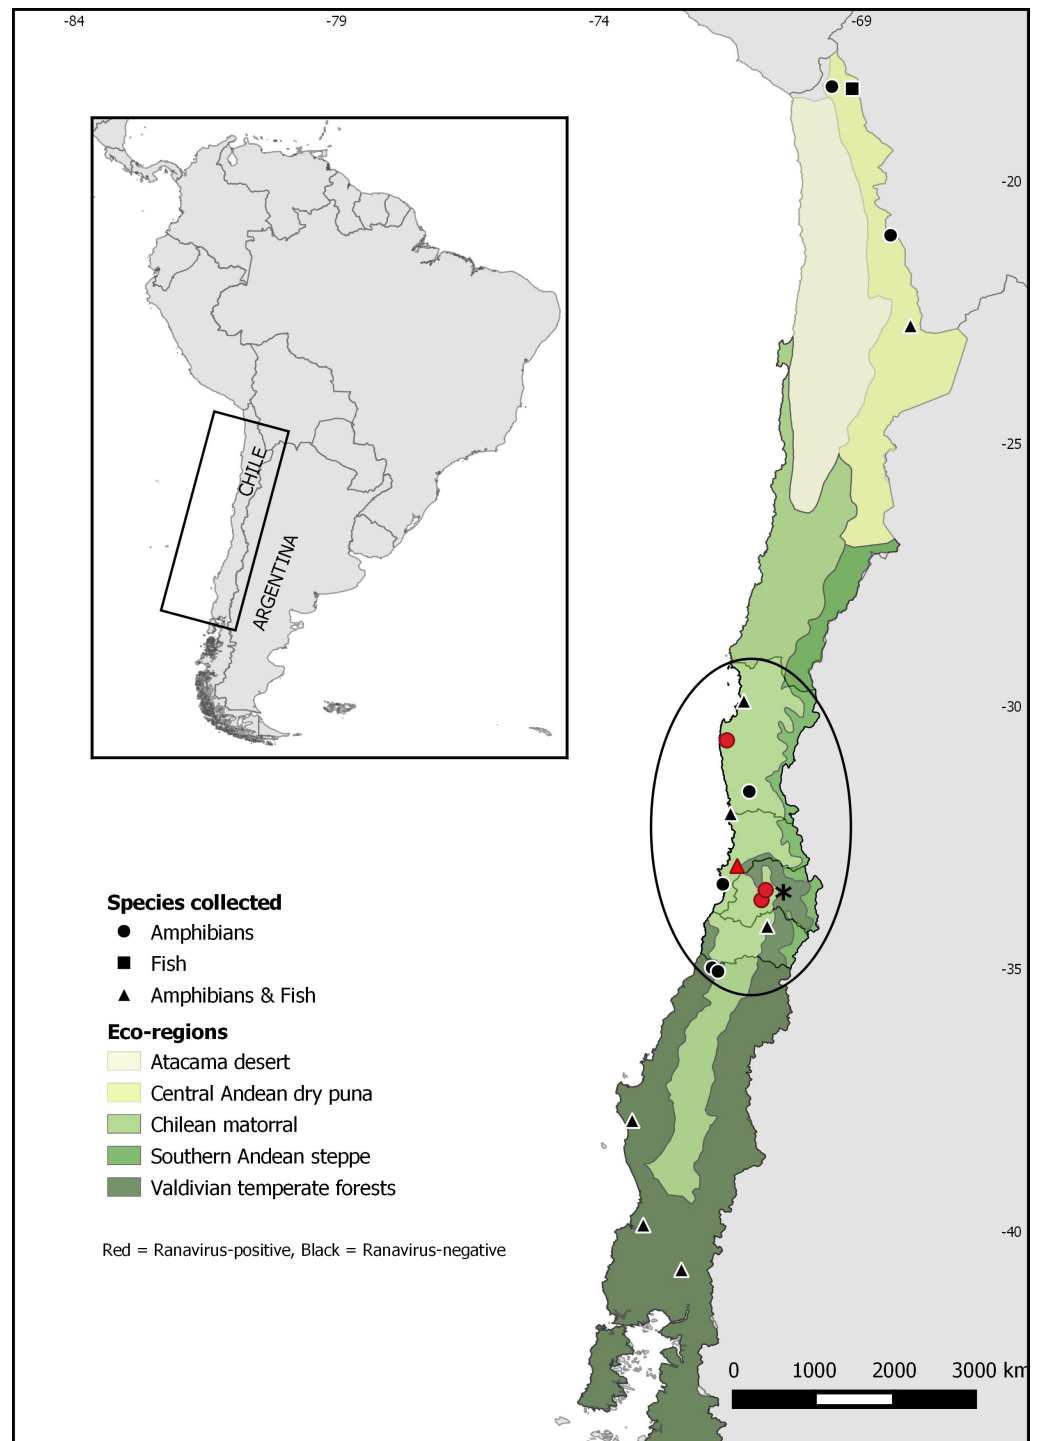 -84 -79 -74 -69
-20
-25
-30
-35
-40
CHILE
ARGENTINA
Species collected
Amphibians
Fish
Amphibians & Fish
Eco-regions
Atacama desert
Central Andean dry puna
Chilean matorral
Southern Andean steppe
Valdivian temperate forests
Red = Ranavirus-positive, Black = Ranavirus-negative
*
0 1000 2000 3000 km